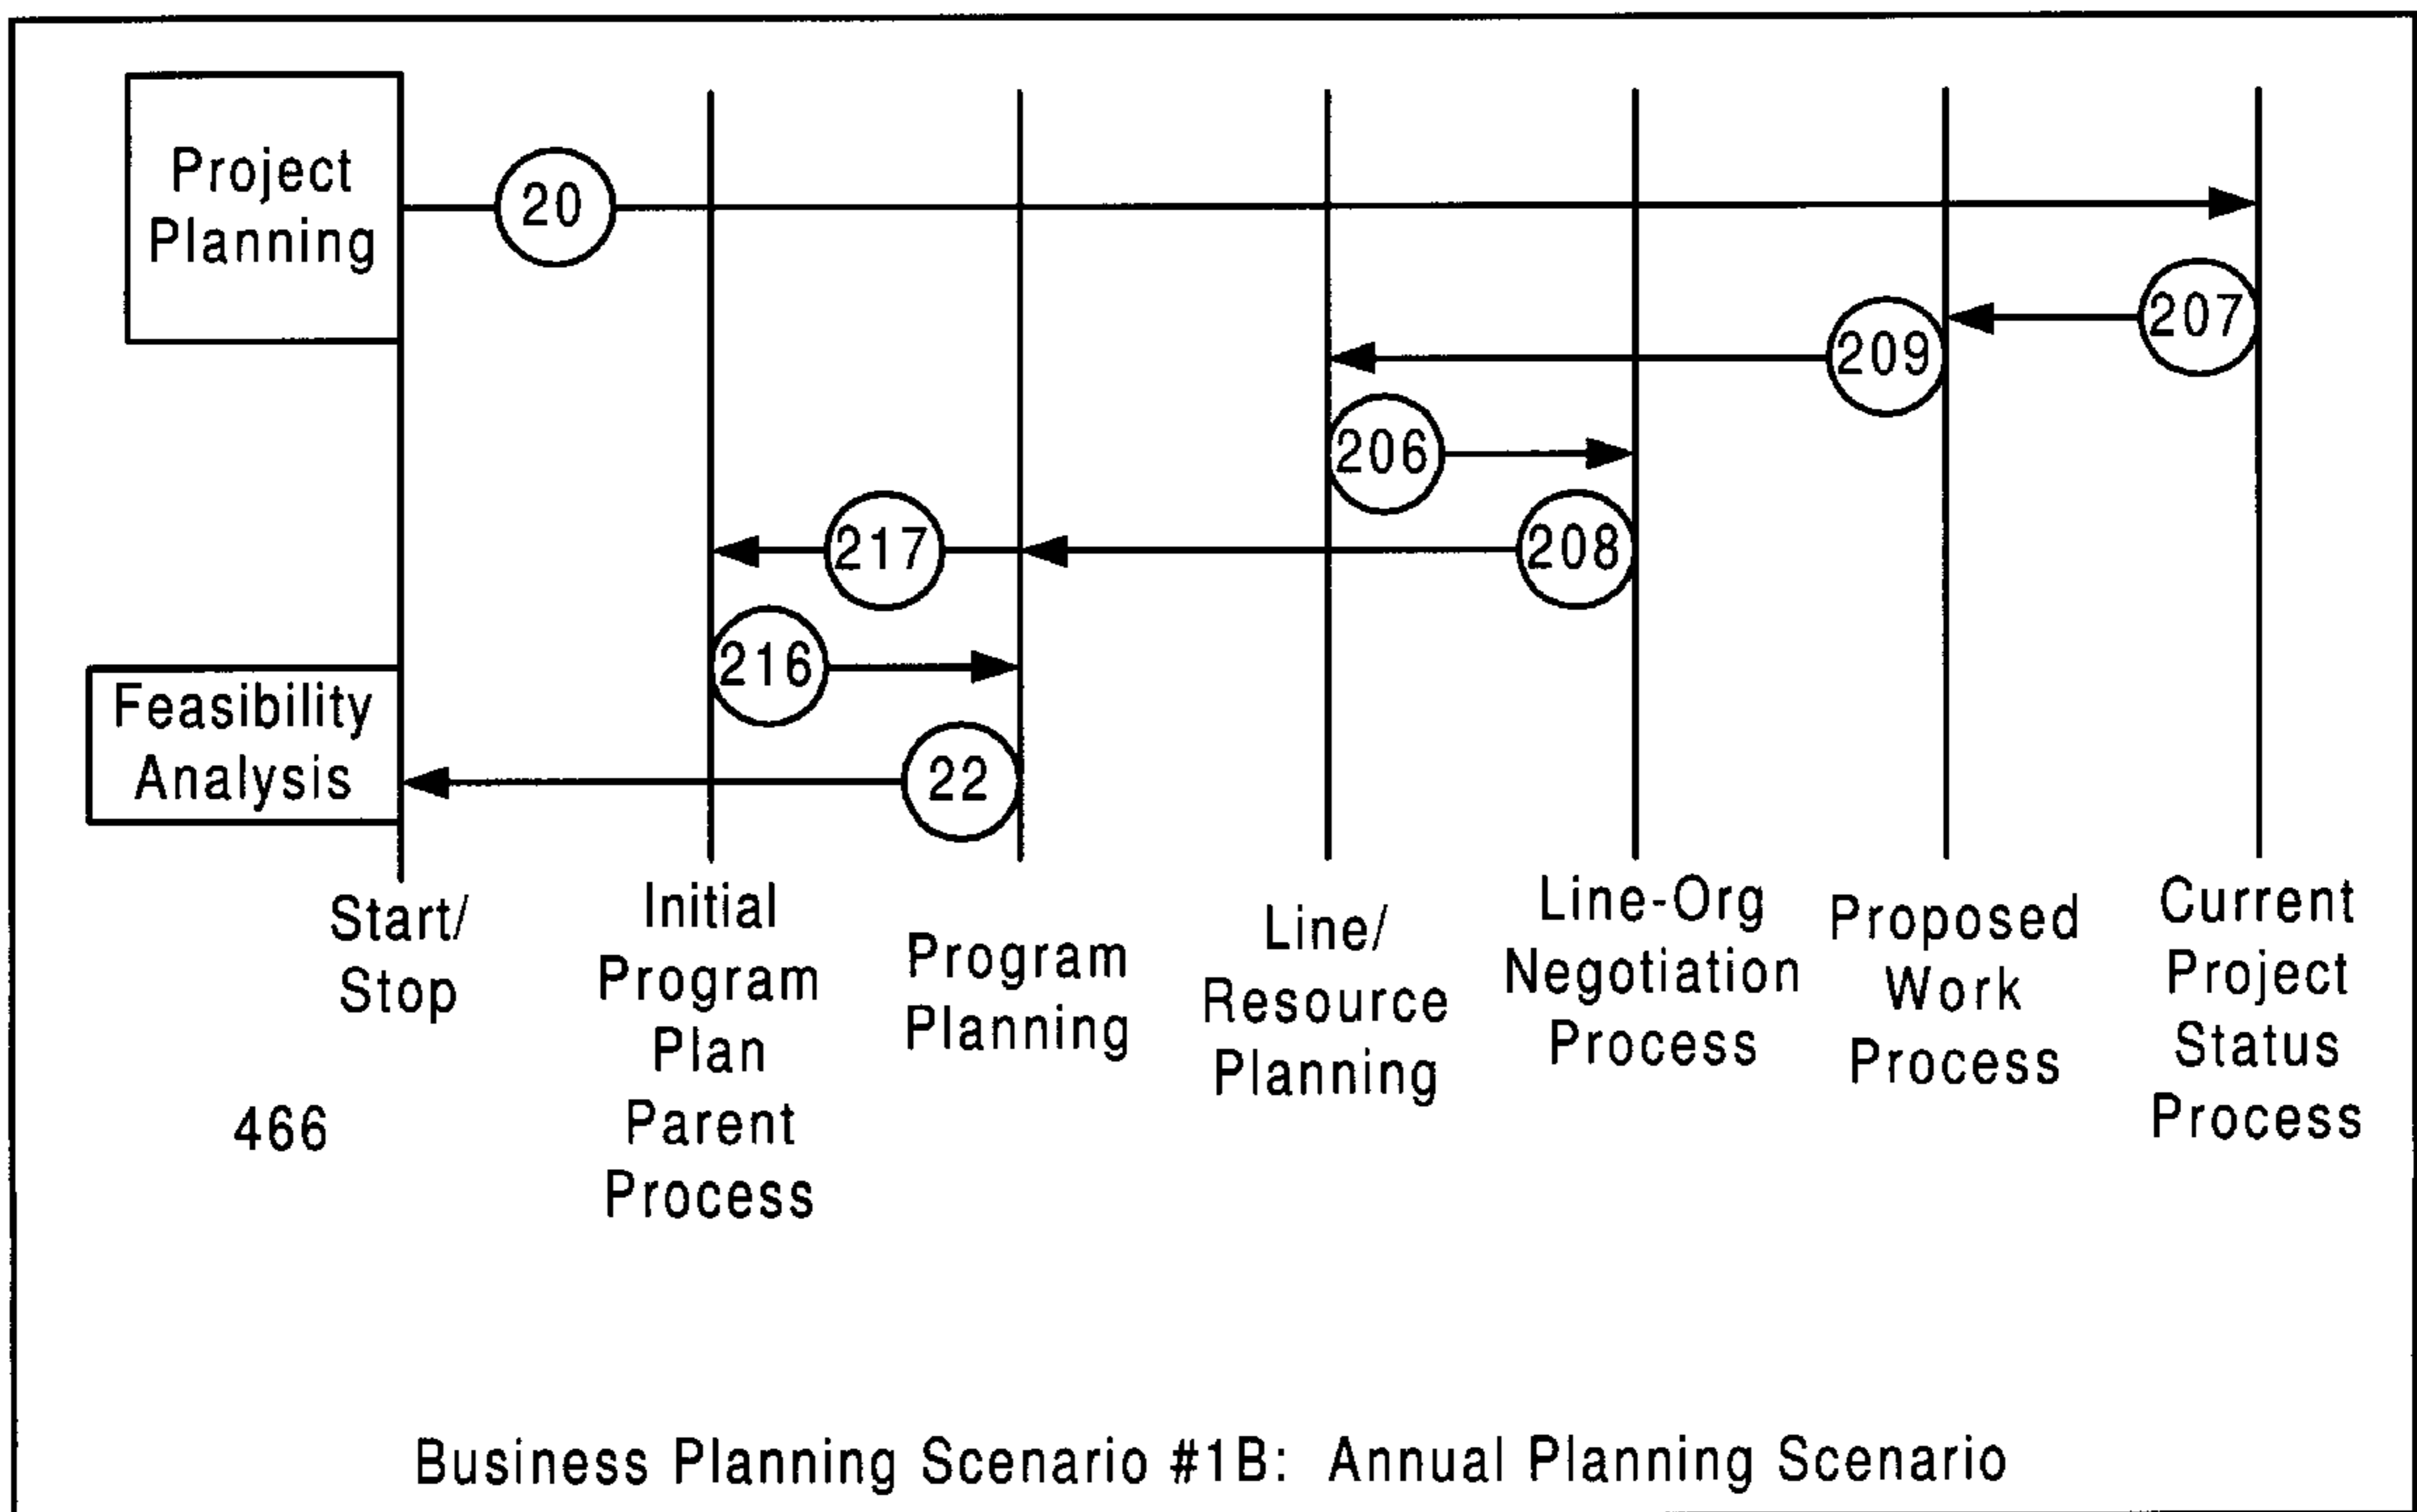 Project
Planning
20
207
209
206
217
208
216
Feasibility
Analysis
22
Start/
Stop
Initial
Program
Plan
Parent
Process
Program
Planning
Line/
Resource
Planning
Line-Org
Negotiation
Process
Proposed
Work
Process
Current
Project
Status
Process
466
Business Planning Scenario #1B: Annual Planning Scenario